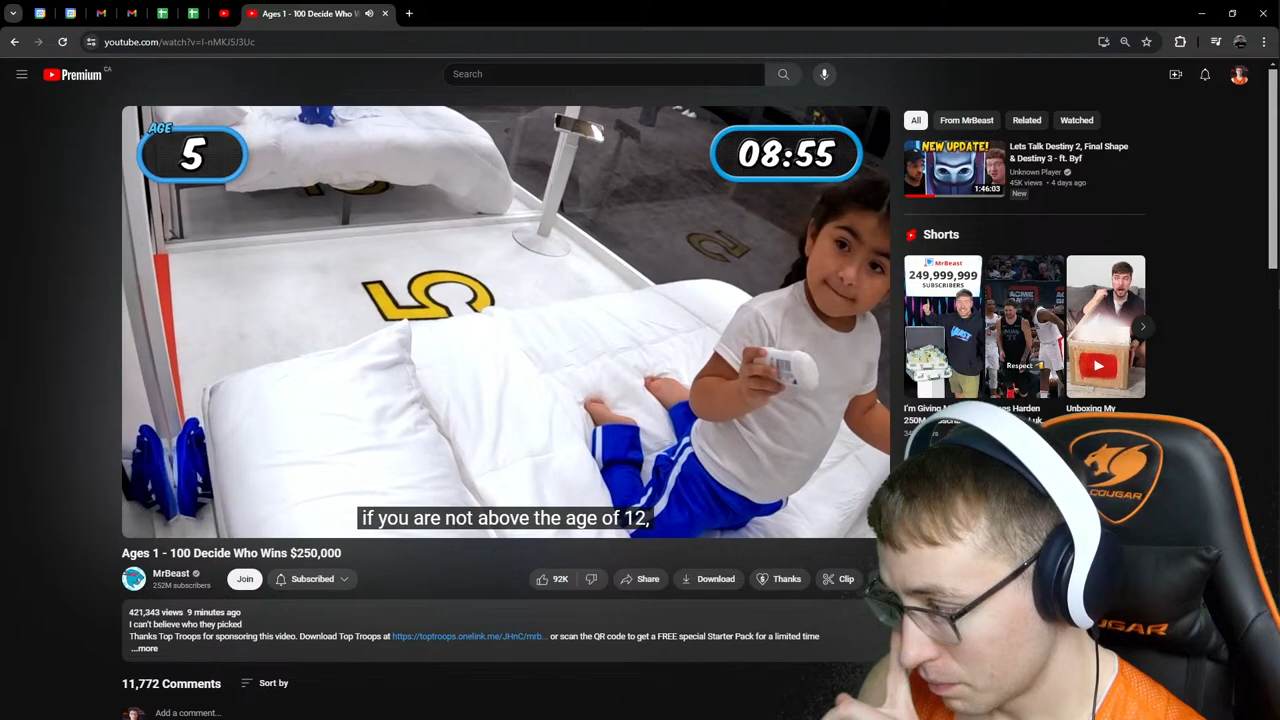 Ages 1 - 100 Decide Who W
youtube.com/watch?v=l-nMKJ5J3Uc
Premium CA
Search
AGE
5
08:55
5
if you are not above the age of 12,
All
From MrBeast
Related
Watched
NEW UPDATE!
1:46:03
Lets Talk Destiny 2, Final Shape
& Destiny 3 - ft. Byf
Unknown Player
45K views • 4 days ago
New
Shorts
MrBeast
249,999,999
SUBSCRIBERS
Respect
Unboxing My
Ages 1 - 100 Decide Who Wins $250,000
MrBeast
252M subscribers
Join
Subscribed
92K
Share
Download
Thanks
Clip
421,343 views 9 minutes ago
I can't believe who they picked
Thanks Top Troops for sponsoring this video. Download Top Troops at https://toptroops.onelink.me/JHnC/mrb... or scan the QR code to get a FREE special Starter Pack for a limited time
...more
11,772 Comments
Sort by
Add a comment...
COUGAR
COUGAR